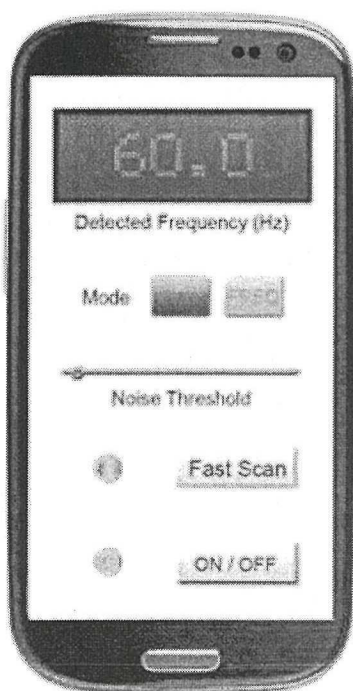 60.0
Detected Frequency (Hz)
Mode
Noise Threshold
Fast Scan
ON / OFF